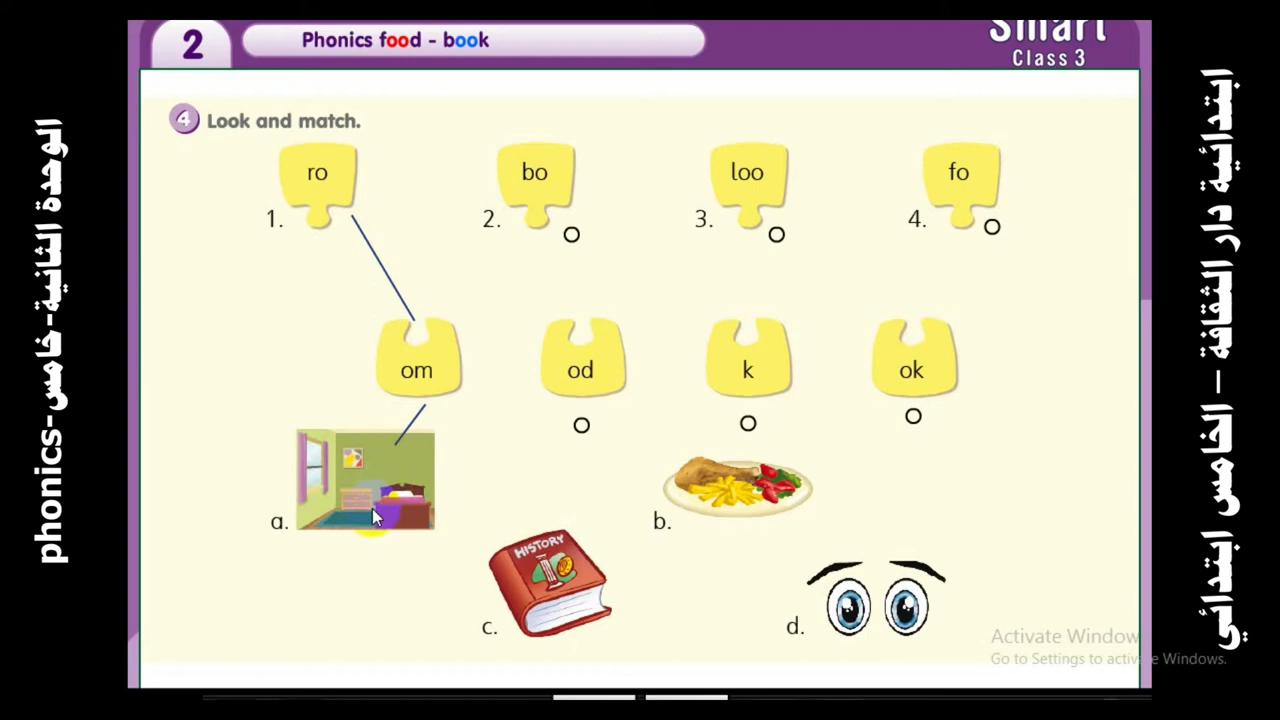 2
Phonics food - book
Smart
Class 3
4 Look and match.
ro
bo
loo
fo
1.
2.
3.
4.
om
od
k
ok
a.
b.
HISTORY
c.
d.
Activate Window
Go to Settings to activate Windows.
الوحدة الثانية-خامس-phonics
ابتدائية دار الثقافة – الخامس ابتدائي